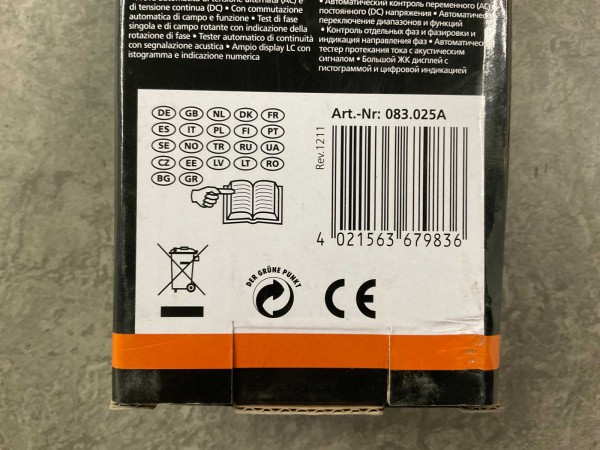 di tensione continua (DC) • Con commutazione
automatica di campo e funzione • Test di fase
singola e di campo rotante con indicazione della
rotazione di fase • Tester automatico di continuità
con segnalazione acustica • Ampio display LC con
istogramma e indicazione numerica
• Автоматический контроль переменного (AC)
постоянного (DC) напряжения • Автоматическ
переключение диапазона и функций
• Контроль отдельных фаз и фазировки и
индикация направления фаз • Автоматическ
тестер протекания тока с акустическим
сигналом • Большой ЖК дисплей с
гистограммой и цифровой индикацией
DE GB NL DK FR
ES IT PL FI PT
SE NO TR RU UA
CZ EE LV LT RO
BG GR
Art.-Nr: 083.025A
Rev.1211
4 021563 679836
DER GRÜNE PUNKT
CE